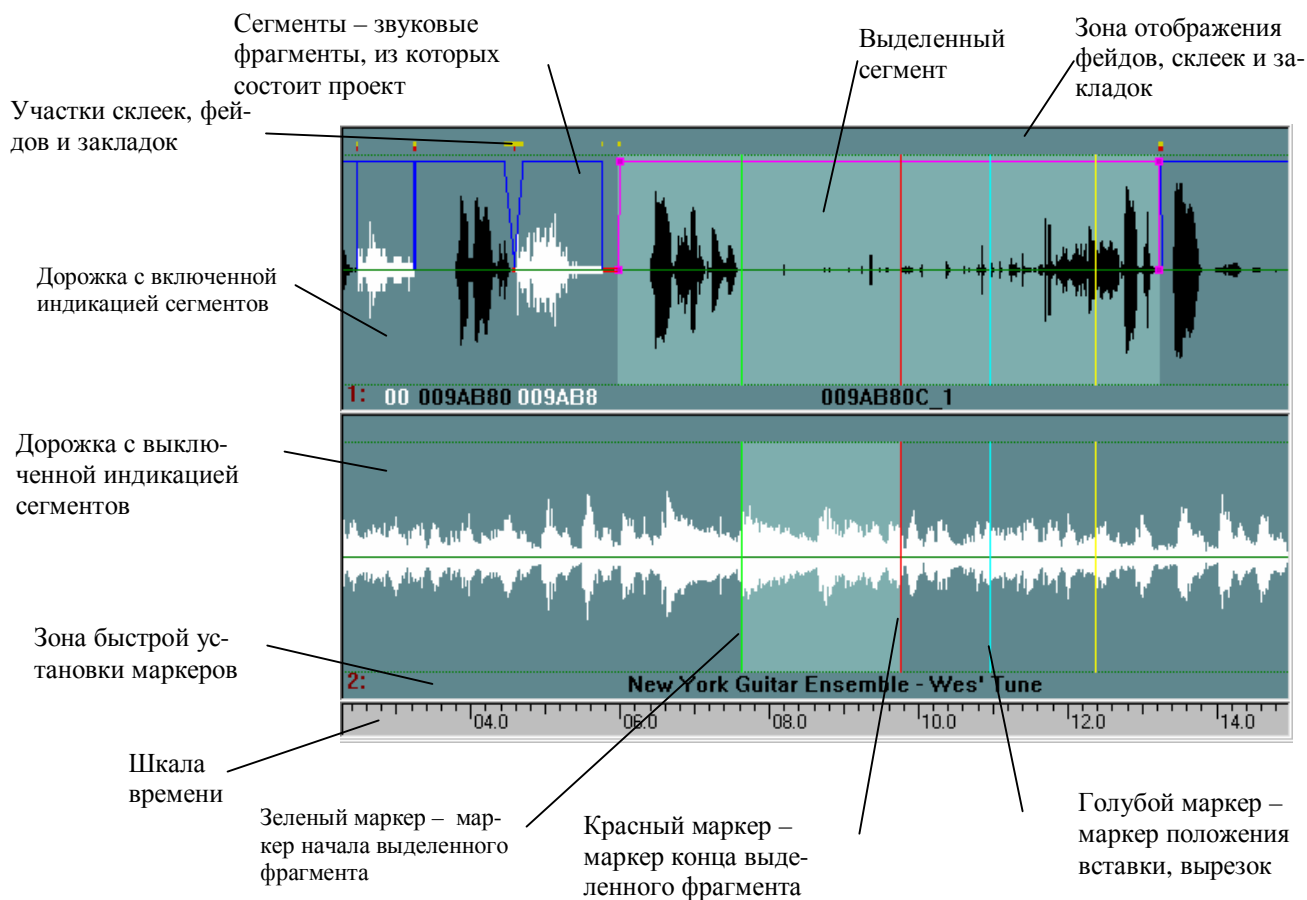 Сегменты – звуковые
фрагменты, из которых
состоит проект
Выделенный
сегмент
Зона отображения
фейдов, склеек и за-
кладок
Участки склеек, фей-
дов и закладок
Дорожка с включенной
индикацией сегментов
1: 00 009AB80 009AB8 009AB80C_1
Дорожка с выклю-
ченной индикацией
сегментов
Зона быстрой ус-
тановки маркеров
2: New York Guitar Ensemble - Wes' Tune
04.0 06.0 08.0 10.0 12.0 14.0
Шкала
времени
Зеленый маркер – мар-
кер начала выделенного
фрагмента
Красный маркер –
маркер конца выде-
ленного фрагмента
Голубой маркер –
маркер положения
вставки, вырезок